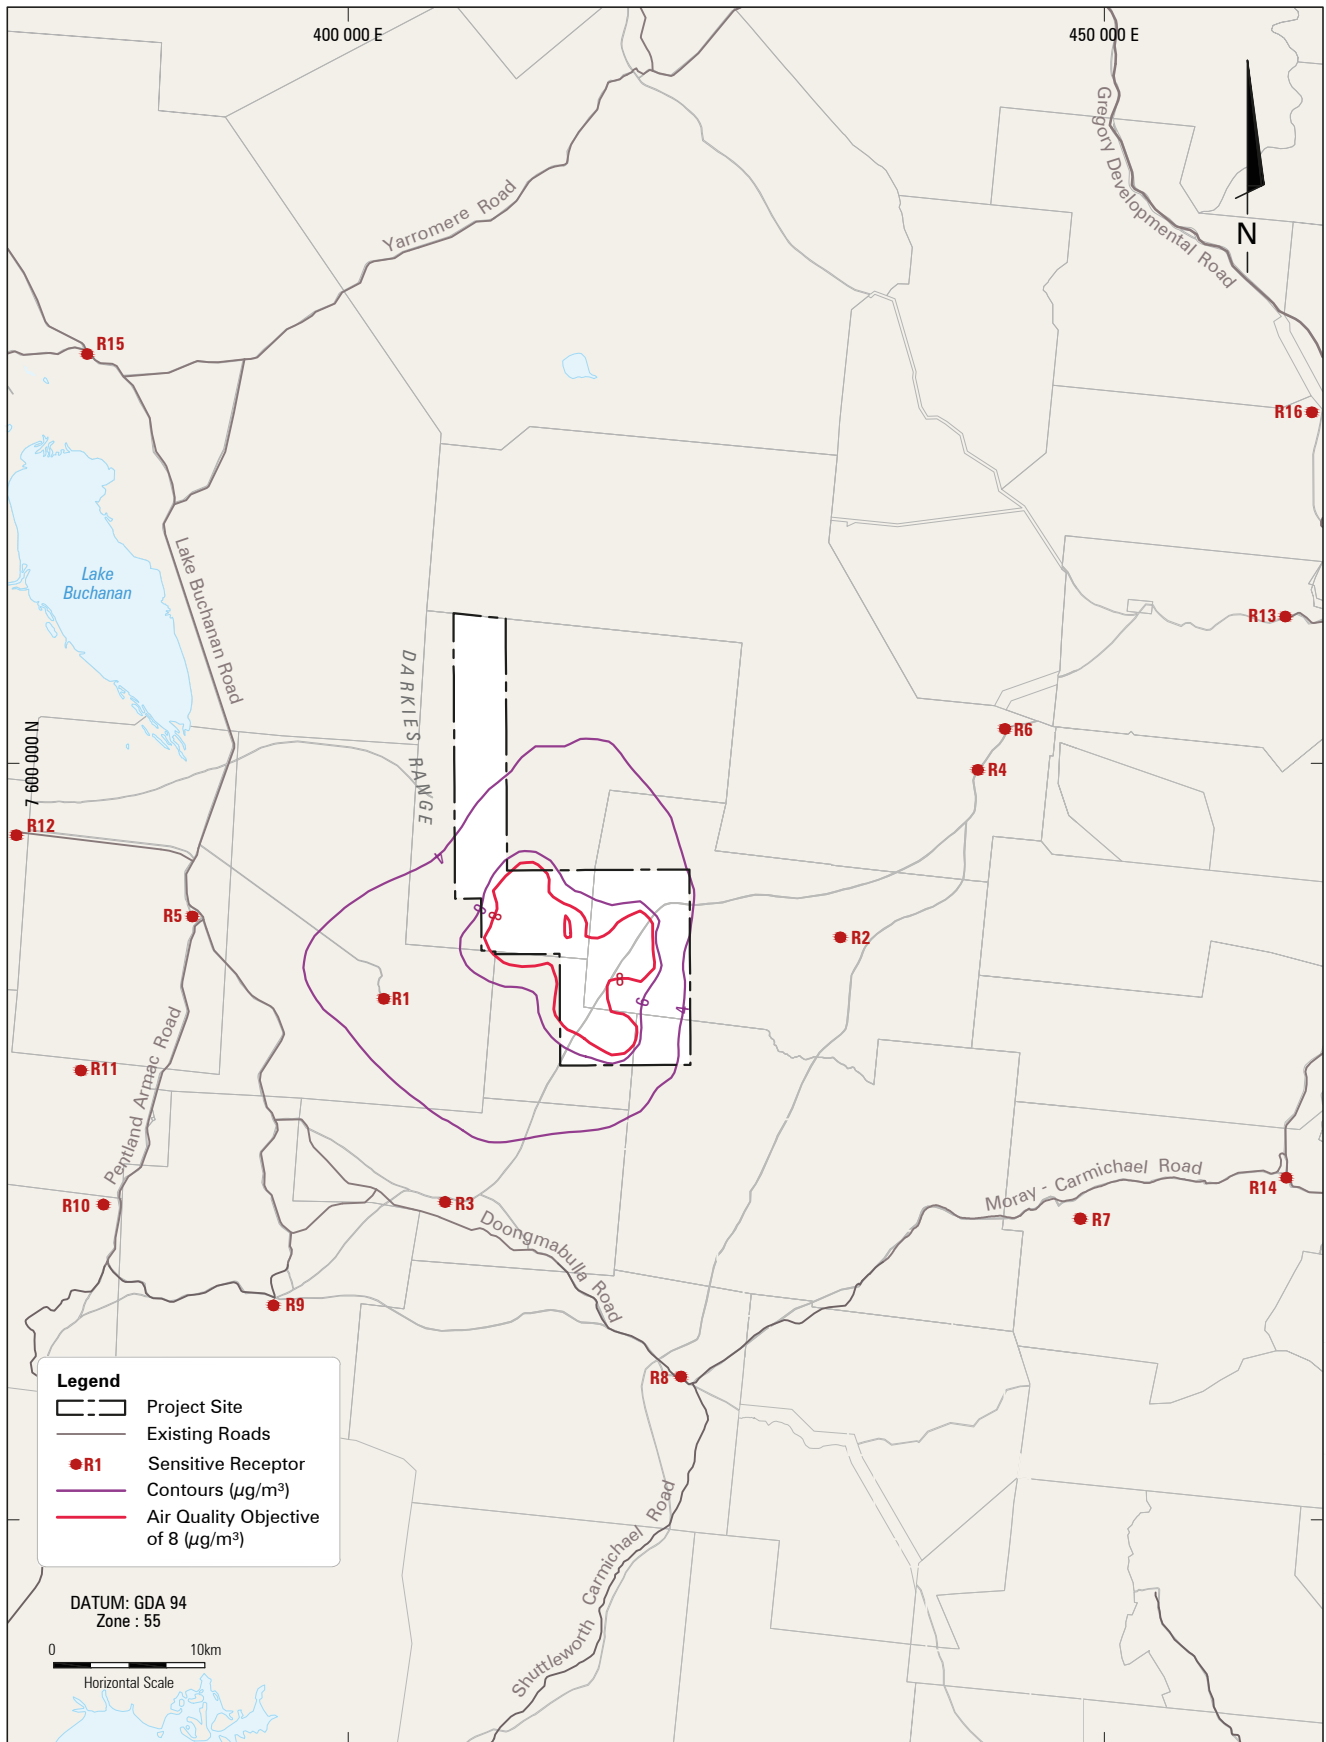 400 000 E
450 000 E
Gregory Developmental Road
N
Yarromere Road
R15
R16
Lake
Buchanan
Lake Buchanan Road
R13
DARKIES RANGE
7 600 000 N
R6
R4
R12
4
8
8
R5
R2
R1
8
6
4
R11
Pentland Armac Road
Moray - Carmichael Road
R14
R10
R3
R7
Doongmabulla Road
R9
R8
Legend
Project Site
Existing Roads
R1 Sensitive Receptor
Contours (µg/m³)
Air Quality Objective
of 8 (µg/m³)
Shuttleworth Carmichael Road
DATUM: GDA 94
Zone : 55
0 10km
Horizontal Scale